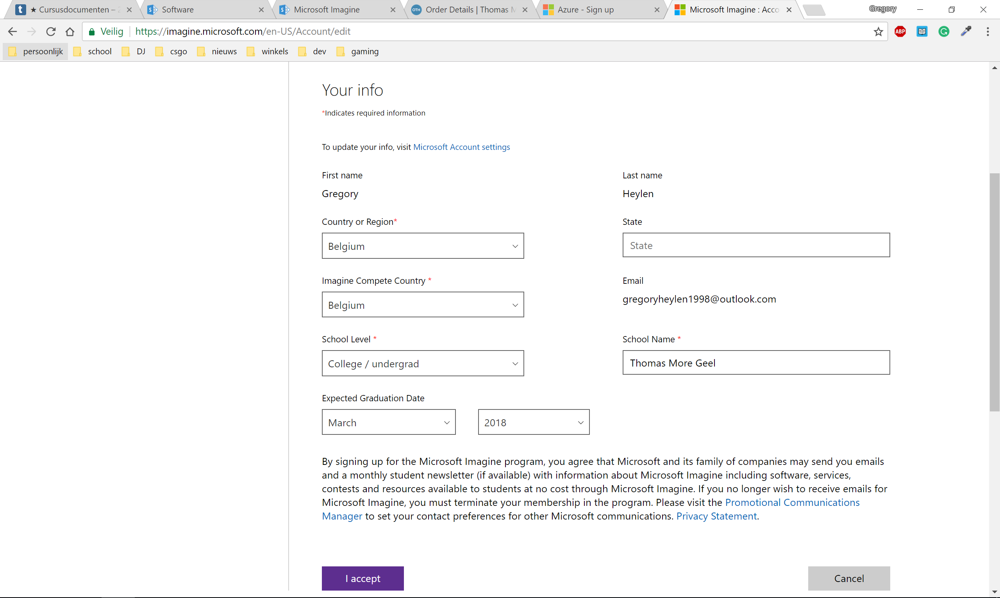 ★ Cursusdocumenten –
Software
Microsoft Imagine
Order Details | Thomas
Azure - Sign up
Microsoft Imagine : Acco
Gregory
Veilig
https://imagine.microsoft.com/en-US/Account/edit
ABP
persoonlijk
school
DJ
csgo
nieuws
winkels
dev
gaming
Your info
*Indicates required information
To update your info, visit Microsoft Account settings
First name
Last name
Gregory
Heylen
Country or Region*
State
Belgium
State
Imagine Compete Country *
Email
Belgium
gregoryheylen1998@outlook.com
School Level *
School Name *
College / undergrad
Thomas More Geel
Expected Graduation Date
March
2018
By signing up for the Microsoft Imagine program, you agree that Microsoft and its family of companies may send you emails
and a monthly student newsletter (if available) with information about Microsoft Imagine including software, services,
contests and resources available to students at no cost through Microsoft Imagine. If you no longer wish to receive emails for
Microsoft Imagine, you must terminate your membership in the program. Please visit the Promotional Communications
Manager to set your contact preferences for other Microsoft communications. Privacy Statement.
I accept
Cancel